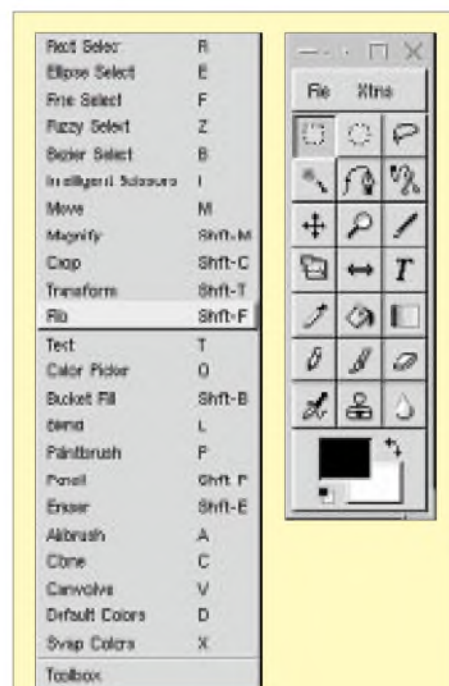 Rect Select R
Ellipse Select E
Free Select F
Fuzzy Select Z
Bezier Select B
Intelligent Scissors I
Move M
Magnify Shft-M
Crop Shft-C
Transform Shft-T
Flip Shft-F
Text T
Color Picker O
Bucket Fill Shft-B
Blend L
Paintbrush P
Pencil Shft-P
Eraser Shft-E
Airbrush A
Clone C
Convolve V
Default Colors D
Swap Colors X
Toolbox
File Xtns
T